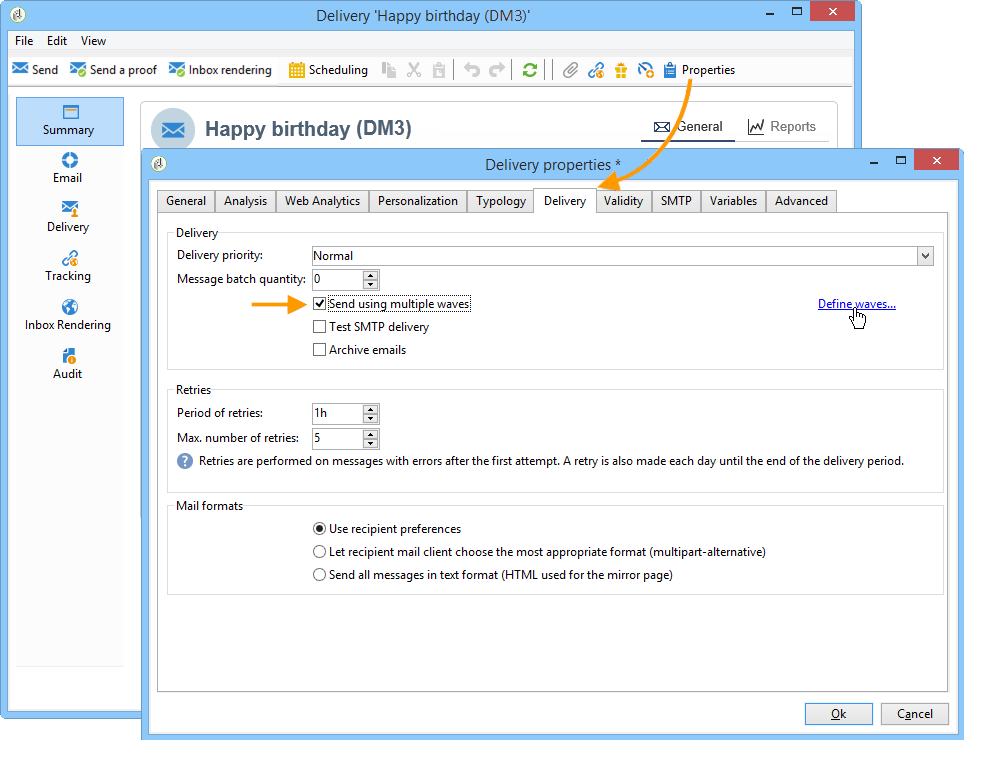 Delivery 'Happy birthday (DM3)'
File Edit View
Send Send a proof Inbox rendering Scheduling Properties
Summary
Email
Delivery
Tracking
Inbox Rendering
Audit
Happy birthday (DM3)
General Reports
Delivery properties *
General Analysis Web Analytics Personalization Typology Delivery Validity SMTP Variables Advanced
Delivery
Delivery priority: Normal
Message batch quantity: 0
Send using multiple waves Define waves...
Test SMTP delivery
Archive emails
Retries
Period of retries: 1h
Max. number of retries: 5
? Retries are performed on messages with errors after the first attempt. A retry is also made each day until the end of the delivery period.
Mail formats
Use recipient preferences
Let recipient mail client choose the most appropriate format (multipart-alternative)
Send all messages in text format (HTML used for the mirror page)
Ok Cancel